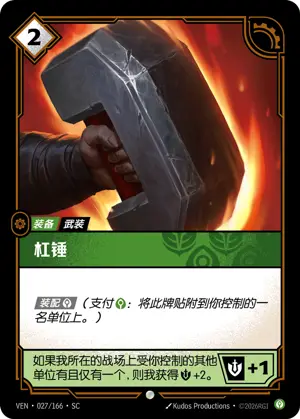 2
装备 武装
杠锤
装配 （支付：将此牌贴附到你控制的一
名单位上。）
如果我所在的战场上受你控制的其他
单位有且仅有一个，则我获得 +2。
+1
VEN • 027/166 • SC
Kudos Productions
©2026RGI